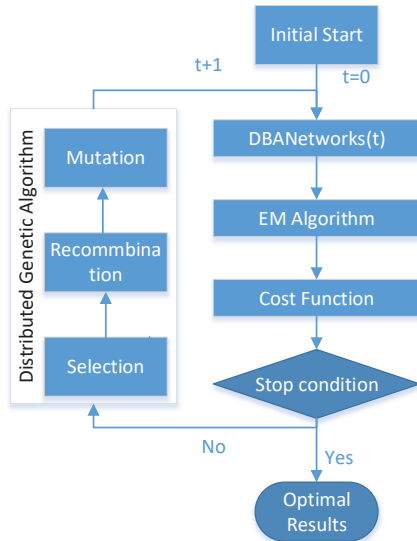 Initial Start
t+1
t=0
DBANetworks(t)
Mutation
EM Algorithm
Recommbina
tion
Cost Function
Selection
Stop condition
Distributed Genetic Algorithm
No
Yes
Optimal
Results